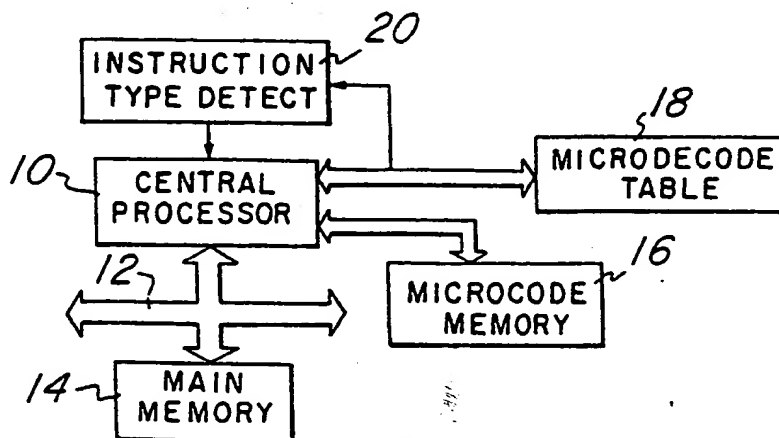 20
INSTRUCTION
TYPE DETECT
18
10
CENTRAL
PROCESSOR
MICRODECODE
TABLE
12
16
MICROCODE
MEMORY
14
MAIN
MEMORY